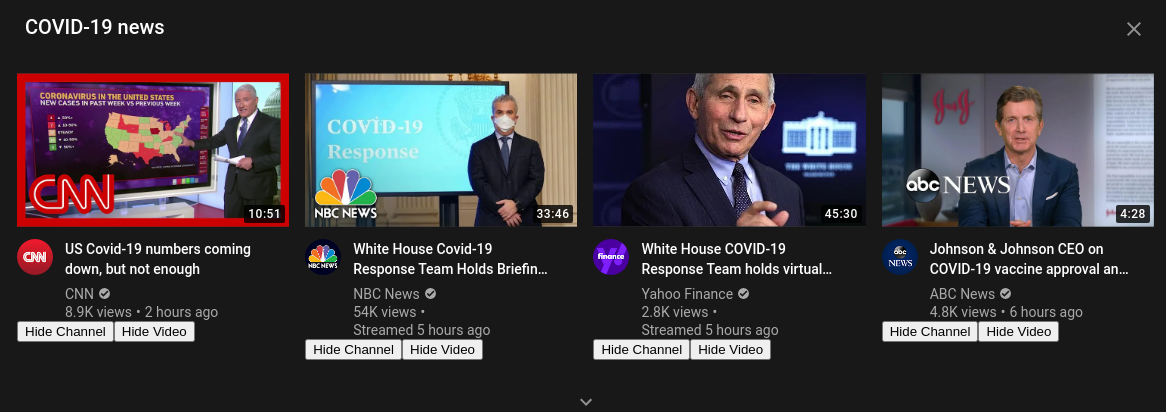 COVID-19 news
CORONAVIRUS IN THE UNITED STATES
NEW CASES IN PAST WEEK VS PREVIOUS WEEK
CNN
10:51
COVID-19
Response
NBC NEWS
33:46
THE WHITE HOUSE
45:30
J&J
abc NEWS
4:28
CNN
US Covid-19 numbers coming
down, but not enough
CNN
8.9K views • 2 hours ago
Hide Channel Hide Video
NBC NEWS
White House Covid-19
Response Team Holds Briefin...
NBC News
54K views •
Streamed 5 hours ago
Hide Channel Hide Video
finance
White House COVID-19
Response Team holds virtual...
Yahoo Finance
2.8K views •
Streamed 5 hours ago
Hide Channel Hide Video
abc
NEWS
Johnson & Johnson CEO on
COVID-19 vaccine approval an...
ABC News
4.8K views • 6 hours ago
Hide Channel Hide Video